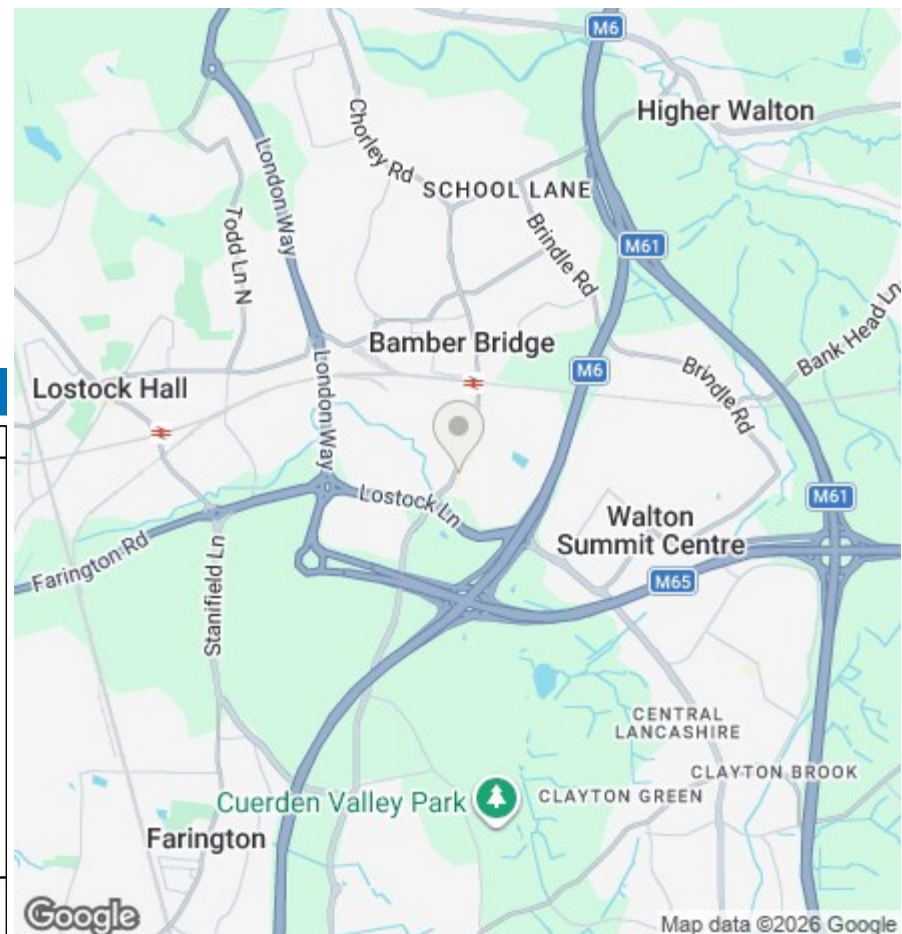 M6
Higher Walton
Chorley Rd
London Way
SCHOOL LANE
Todd Ln N
Brindle Rd
M61
Bank Head Ln
Bamber Bridge
M6
London Way
Brindle Rd
Lostock Hall
Lostock Ln
M61
Walton
Summit Centre
Farington Rd
Stanifield Ln
M65
CENTRAL
LANCASHIRE
CLAYTON BROOK
Cuerden Valley Park
CLAYTON GREEN
Farington
Google
Map data ©2026 Google